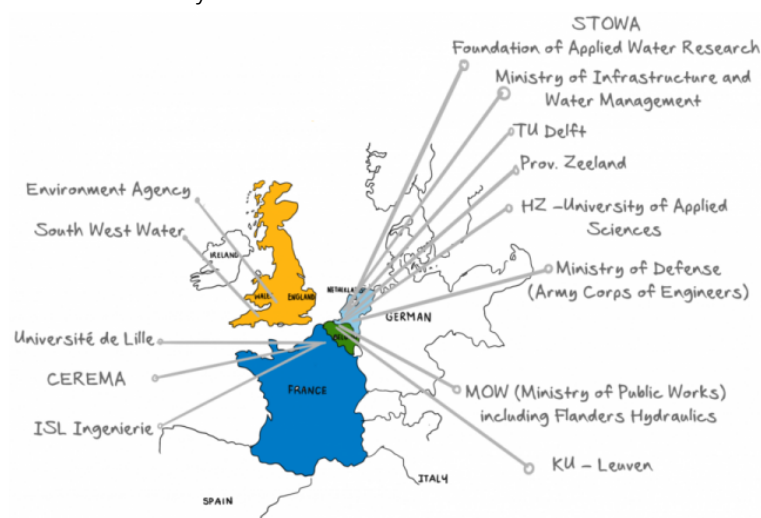 STOWA
Foundation of Applied Water Research
Ministry of Infrastructure and
Water Management
TU Delft
Prov. Zeeland
HZ -University of Applied
Sciences
Ministry of Defense
(Army Corps of Engineers)
MOW (Ministry of Public Works)
including Flanders Hydraulics
KU - Leuven
Environment Agency
South West Water
Université de Lille
CEREMA
ISL Ingenierie
IRELAND
WALES
ENGLAND
GERMAN
FRANCE
ITALY
SPAIN